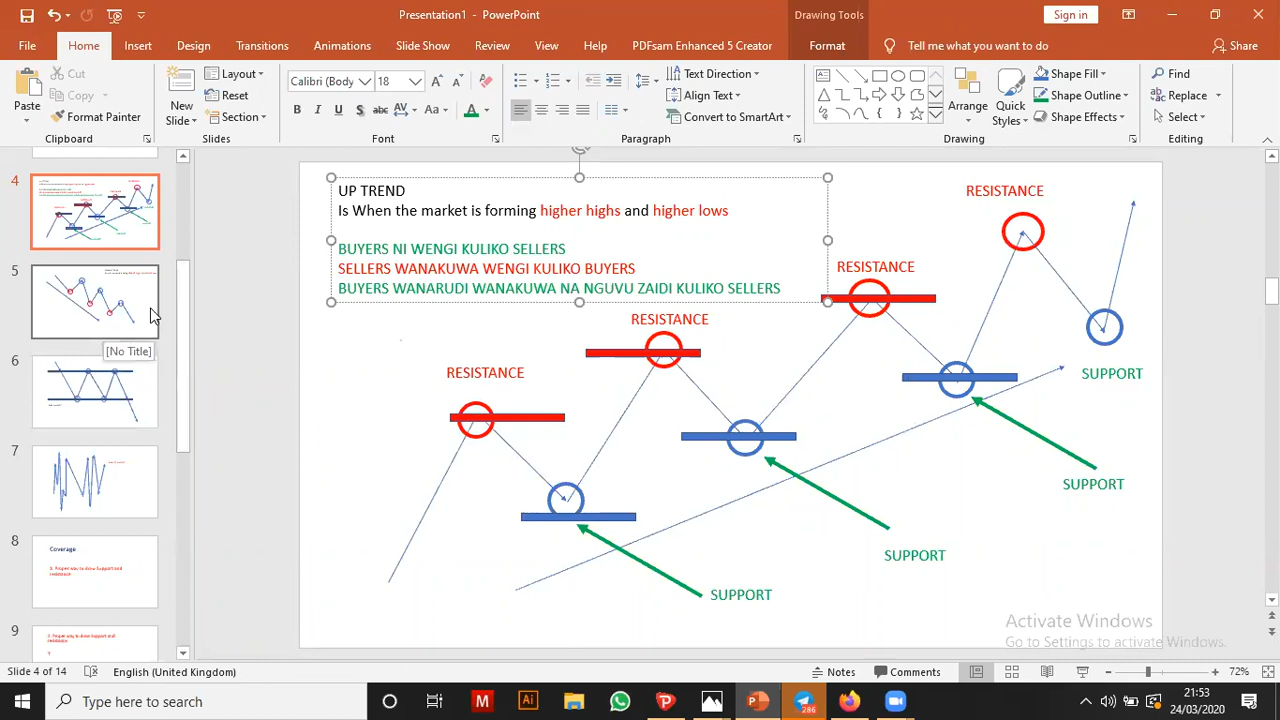 Presentation1 - PowerPoint
Drawing Tools
Sign in
File
Home
Insert
Design
Transitions
Animations
Slide Show
Review
View
Help
PDFsam Enhanced 5 Creator
Format
Tell me what you want to do
Share
Paste
Cut
Copy
Format Painter
Clipboard
New Slide
Layout
Reset
Section
Slides
Calibri (Body
18
Font
Text Direction
Align Text
Convert to SmartArt
Paragraph
Arrange
Quick Styles
Shape Fill
Shape Outline
Shape Effects
Drawing
Find
Replace
Select
Editing
4
5
[No Title]
6
7
8
Coverage
9
UP TREND
Is When the market is forming higher highs and higher lows
BUYERS NI WENGI KULIKO SELLERS
SELLERS WANAKUWA WENGI KULIKO BUYERS
BUYERS WANARUDI WANAKUWA NA NGUVU ZAIDI KULIKO SELLERS
RESISTANCE
RESISTANCE
RESISTANCE
RESISTANCE
SUPPORT
SUPPORT
SUPPORT
SUPPORT
Activate Windows
Go to Settings to activate Windows.
Slide 4 of 14
English (United Kingdom)
Notes
Comments
72%
Type here to search
286
21:53
24/03/2020